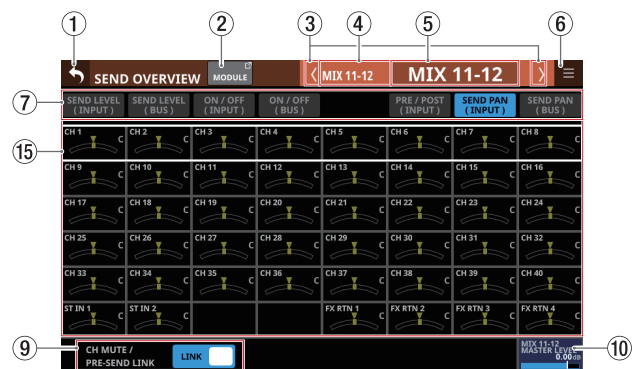 1 2 3 4 5 6
SEND OVERVIEW MODULE MIX 11-12 MIX 11-12
7
SEND LEVEL (INPUT) SEND LEVEL (BUS) ON / OFF (INPUT) ON / OFF (BUS) PRE / POST (INPUT) SEND PAN (INPUT) SEND PAN (BUS)
15
CH 1 C CH 2 C CH 3 C CH 4 C CH 5 C CH 6 C CH 7 C CH 8 C
CH 9 C CH 10 C CH 11 C CH 12 C CH 13 C CH 14 C CH 15 C CH 16 C
CH 17 C CH 18 C CH 19 C CH 20 C CH 21 C CH 22 C CH 23 C CH 24 C
CH 25 C CH 26 C CH 27 C CH 28 C CH 29 C CH 30 C CH 31 C CH 32 C
CH 33 C CH 34 C CH 35 C CH 36 C CH 37 C CH 38 C CH 39 C CH 40 C
ST IN 1 C ST IN 2 C FX RTN 1 C FX RTN 2 C FX RTN 3 C FX RTN 4 C
9
CH MUTE /
PRE-SEND LINK LINK
MIX 11-12
MASTER LEVEL
0.00dB
10